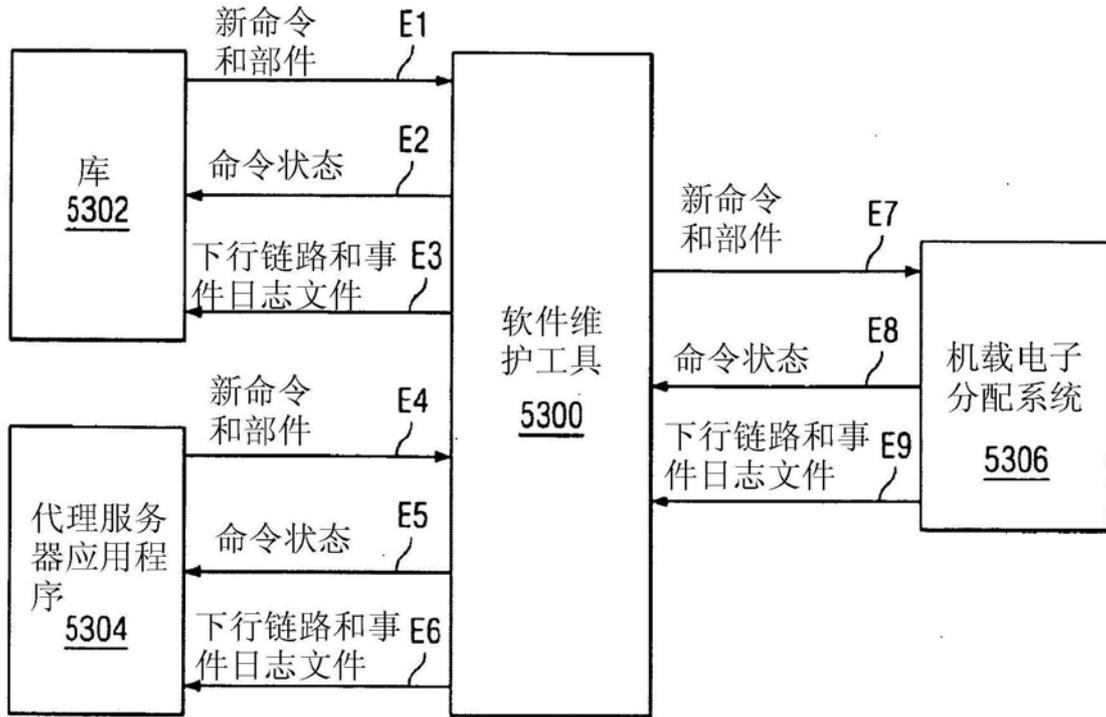 新命令
和部件
E1
库
5302
命令状态
E2
下行链路和事
件日志文件
E3
新命令
和部件
E4
代理服务
器应用程
序
5304
命令状态
E5
下行链路和事
件日志文件
E6
软件维
护工具
5300
新命令
和部件
E7
命令状态
E8
下行链路和事
件日志文件
E9
机载电子
分配系统
5306